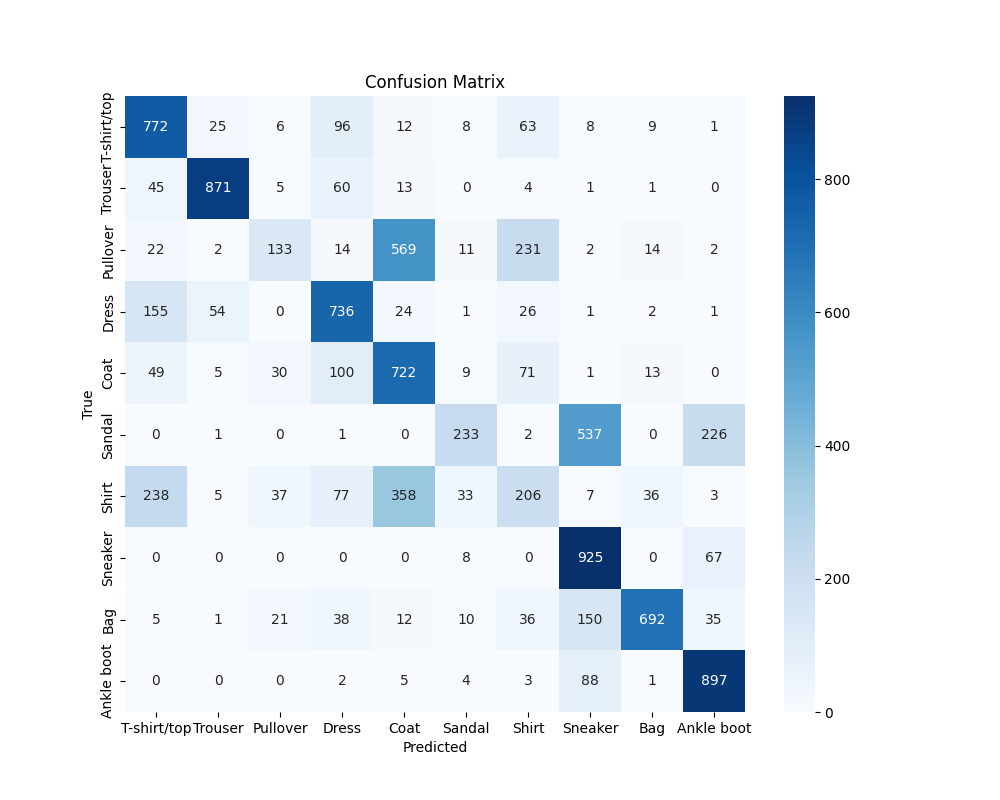 Confusion Matrix
T-shirt/top 772 25 6 96 12 8 63 8 9 1
Trouser 45 871 5 60 13 0 4 1 1 0
Pullover 22 2 133 14 569 11 231 2 14 2
Dress 155 54 0 736 24 1 26 1 2 1
Coat 49 5 30 100 722 9 71 1 13 0
Sandal 0 1 0 1 0 233 2 537 0 226
Shirt 238 5 37 77 358 33 206 7 36 3
Sneaker 0 0 0 0 0 8 0 925 0 67
Bag 5 1 21 38 12 10 36 150 692 35
Ankle boot 0 0 0 2 5 4 3 88 1 897
True
T-shirt/top Trouser Pullover Dress Coat Sandal Shirt Sneaker Bag Ankle boot
Predicted
800
600
400
200
0